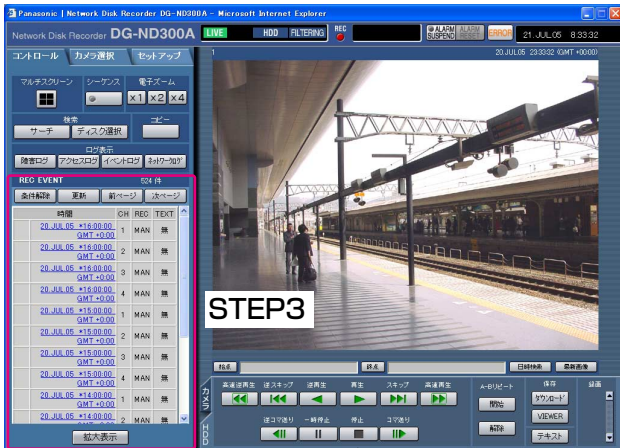 Panasonic | Network Disk Recorder DG-ND300A - Microsoft Internet Explorer
Network Disk Recorder DG-ND300A LIVE HDD FILTERING REC ALARM SUSPEND ALARM RESET ERROR 21.JUL.05 8:33:32
コントロール カメラ選択 セットアップ
1 20.JUL.05 23:33:32 (GMT +00:00)
マルチスクリーン シーケンス 電子ズーム
x1 x2 x4
検索 コピー
サーチ ディスク選択
ログ表示
障害ログ アクセスログ イベントログ ネットワークログ
REC EVENT 524 件
条件解除 更新 前ページ 次ページ
時間 CH REC TEXT
20.JUL.05 *16:00:00 GMT +0:00 1 MAN 無
20.JUL.05 *16:00:00 GMT +0:00 2 MAN 無
20.JUL.05 *16:00:00 GMT +0:00 3 MAN 無
20.JUL.05 *16:00:00 GMT +0:00 4 MAN 無
20.JUL.05 *15:00:00 GMT +0:00 1 MAN 無
20.JUL.05 *15:00:00 GMT +0:00 2 MAN 無
20.JUL.05 *15:00:00 GMT +0:00 3 MAN 無
20.JUL.05 *15:00:00 GMT +0:00 4 MAN 無
20.JUL.05 *14:00:00 GMT +0:00 1 MAN 無
20.JUL.05 *14:00:00 2 MAN 無
拡大表示
STEP3
始点 終点 日時検索 最新画像
カメラ
HDD
高速逆再生 逆スキップ 逆再生 再生 スキップ 高速再生
逆コマ送り 一時停止 停止 コマ送り
A-Bリピート 保存 録画
開始 ダウンロード
VIEWER
解除 テキスト